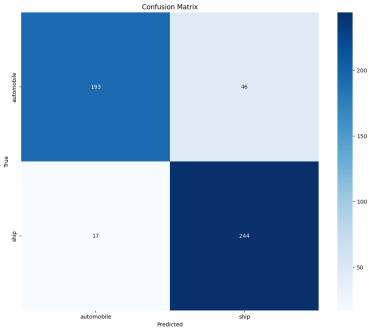 Confusion Matrix
automobile
193
46
ship
17
244
True
automobile
ship
Predicted
200
150
100
50